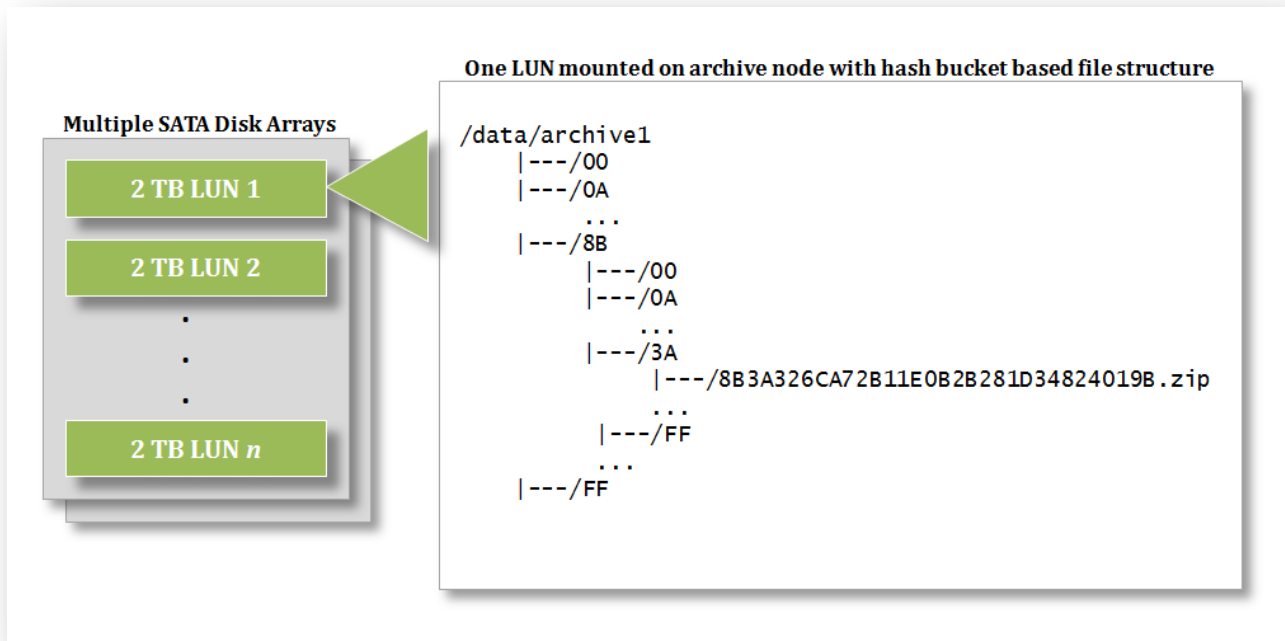 One LUN mounted on archive node with hash bucket based file structure
Multiple SATA Disk Arrays
2 TB LUN 1
2 TB LUN 2
.
.
.
2 TB LUN n
/data/archive1
|---/00
|---/0A
...
|---/8B
|---/00
|---/0A
...
|---/3A
|---/8B3A326CA72B11E0B2B281D34824019B.zip
...
|---/FF
...
|---/FF